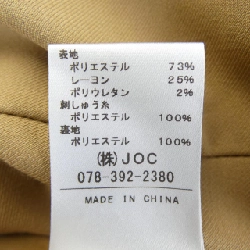 表地
ポリエステル 73%
レーヨン 25%
ポリウレタン 2%
刺しゅう糸
ポリエステル 100%
裏地
ポリエステル 100%
(株)JOC
078-392-2380
MADE IN CHINA